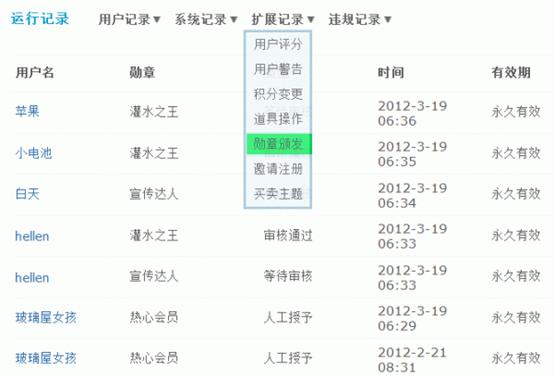 运行记录 用户记录▼ 系统记录▼ 扩展记录▼ 违规记录▼
用户评分
用户警告
积分变更
道具操作
勋章颁发
邀请注册
买卖主题
用户名 勋章 时间 有效期
苹果 灌水之王 2012-3-19 06:36 永久有效
小电池 灌水之王 2012-3-19 06:35 永久有效
白天 宣传达人 2012-3-19 06:34 永久有效
hellen 灌水之王 审核通过 2012-3-19 06:33 永久有效
hellen 宣传达人 等待审核 2012-3-19 06:33 永久有效
玻璃屋女孩 热心会员 人工授予 2012-3-19 06:29 永久有效
玻璃屋女孩 热心会员 人工授予 2012-2-21 08:31 永久有效